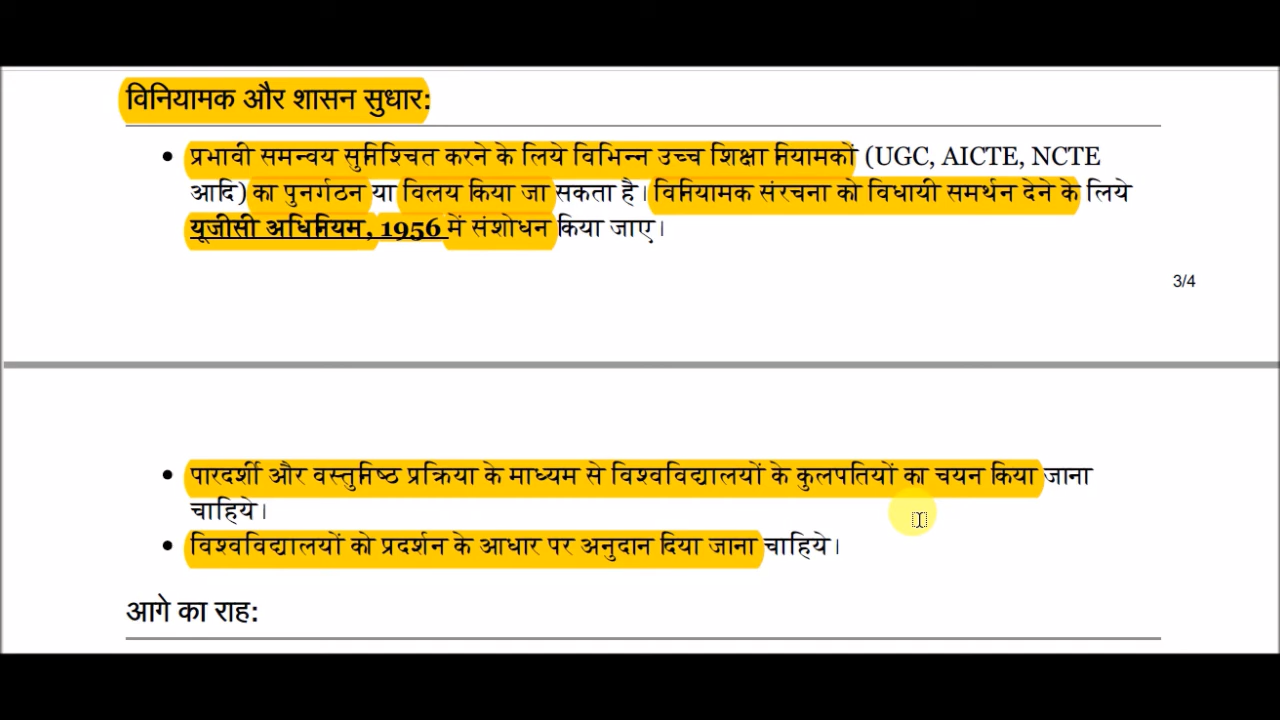 विनियामक और शासन सुधार:
• प्रभावी समन्वय सुनिश्चित करने के लिये विभिन्न उच्च शिक्षा नियामकों (UGC, AICTE, NCTE
आदि) का पुनर्गठन या विलय किया जा सकता है। विनियामक संरचना को विधायी समर्थन देने के लिये
यूजीसी अधिनियम, 1956 में संशोधन किया जाए।
3/4
• पारदर्शी और वस्तुनिष्ठ प्रक्रिया के माध्यम से विश्वविद्यालयों के कुलपतियों का चयन किया जाना
चाहिये।
• विश्वविद्यालयों को प्रदर्शन के आधार पर अनुदान दिया जाना चाहिये।
आगे का राह: